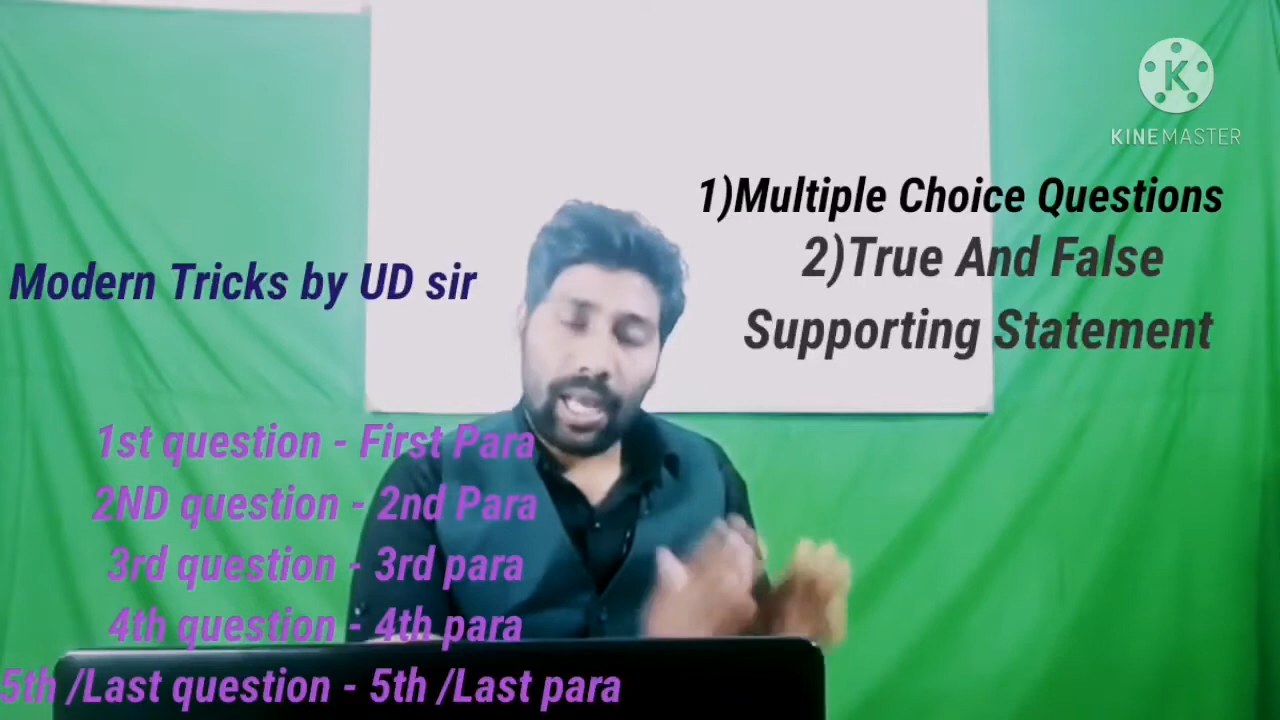 K
KINEMASTER
1)Multiple Choice Questions
2)True And False
Supporting Statement
Modern Tricks by UD sir
1st question - First Para
2ND question - 2nd Para
3rd question - 3rd para
4th question - 4th para
5th /Last question - 5th /Last para